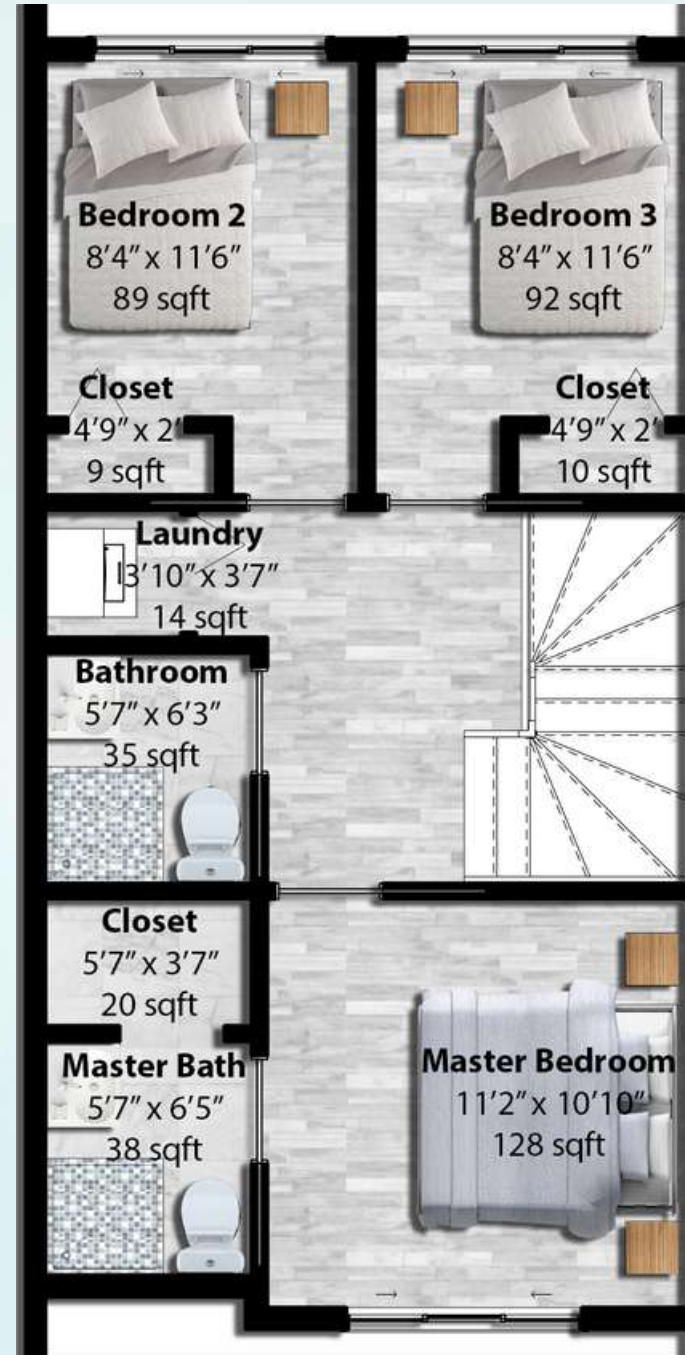 Bedroom 2
8’4” x 11’6”
89 sqft
Bedroom 3
8’4” x 11’6”
92 sqft
Closet
4’9” x 2’
9 sqft
Closet
4’9” x 2’
10 sqft
Laundry
3’10” x 3’7”
14 sqft
Bathroom
5’7” x 6’3”
35 sqft
Closet
5’7” x 3’7”
20 sqft
Master Bath
5’7” x 6’5”
38 sqft
Master Bedroom
11’2” x 10’10”
128 sqft